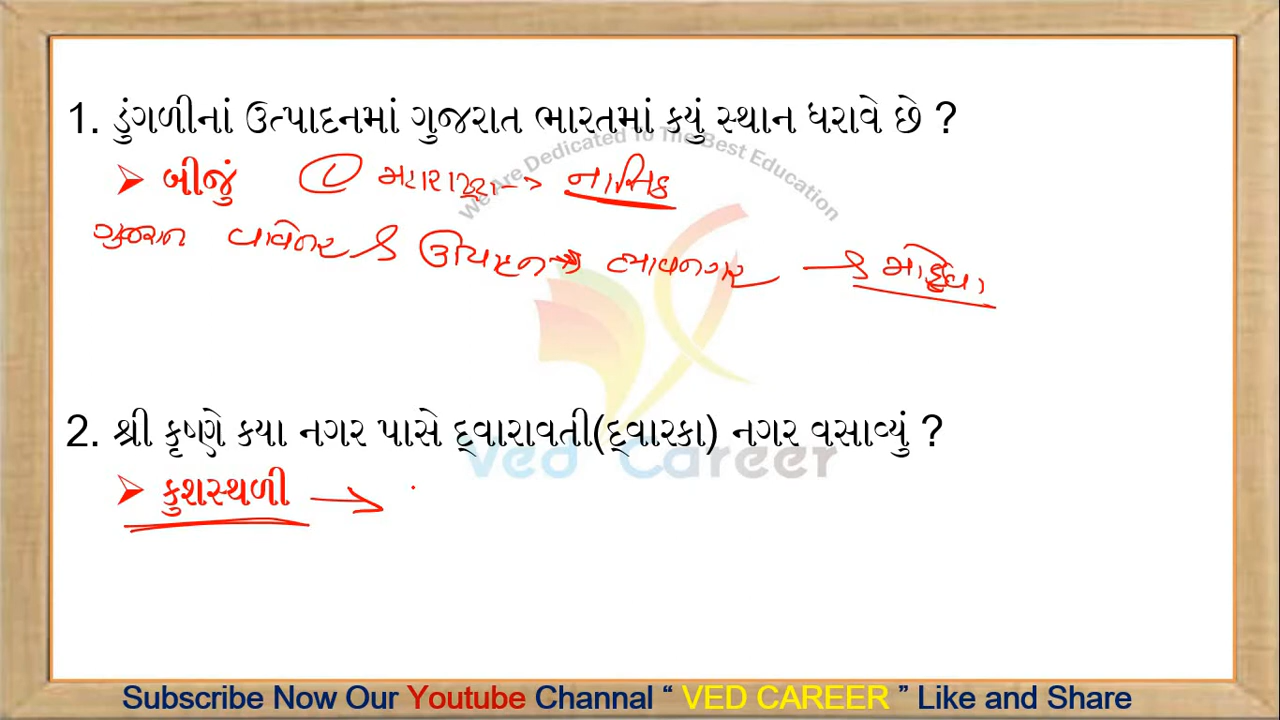 1. ડુંગળીનાં ઉત્પાદનમાં ગુજરાત ભારતમાં કયું સ્થાન ધરાવે છે ?
We Are Dedicated To The Best Education
➢ બીજું ① મહારાષ્ટ્ર -> નાસિક
ગુજરાત વાવેતર & ઉત્પાદન -> ભાવનગર
2. શ્રી કૃષ્ણે કયા નગર પાસે દ્વારાવતી(દ્વારકા) નગર વસાવ્યું ?
ved Career
➢ કુશસ્થળી →
Subscribe Now Our Youtube Channal “ VED CAREER ” Like and Share